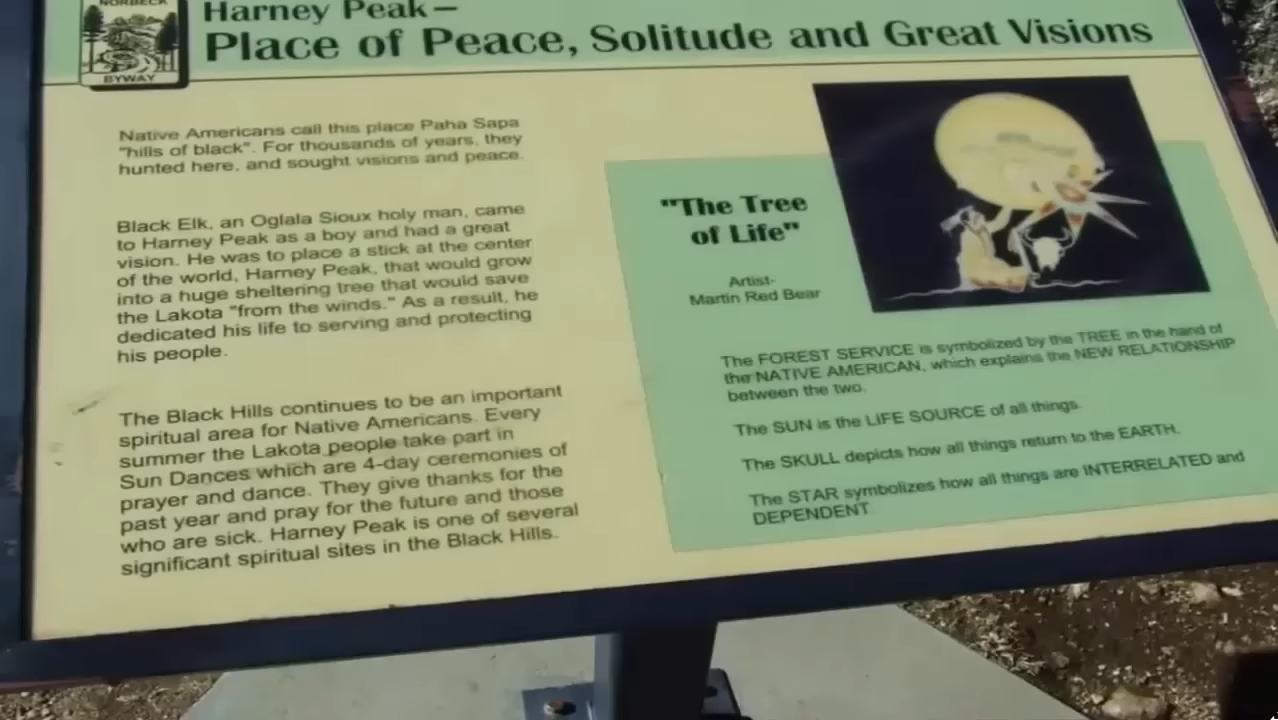 NORBECK
BYWAY
Harney Peak—
Place of Peace, Solitude and Great Visions
Native Americans call this place Paha Sapa
"hills of black". For thousands of years, they
hunted here, and sought visions and peace.
Black Elk, an Oglala Sioux holy man, came
to Harney Peak as a boy and had a great
vision. He was to place a stick at the center
of the world, Harney Peak, that would grow
into a huge sheltering tree that would save
the Lakota "from the winds." As a result, he
dedicated his life to serving and protecting
his people.
The Black Hills continues to be an important
spiritual area for Native Americans. Every
summer the Lakota people take part in
Sun Dances which are 4-day ceremonies of
prayer and dance. They give thanks for the
past year and pray for the future and those
who are sick. Harney Peak is one of several
significant spiritual sites in the Black Hills.
"The Tree
of Life"
Artist-
Martin Red Bear
The FOREST SERVICE is symbolized by the TREE in the hand of
the NATIVE AMERICAN, which explains the NEW RELATIONSHIP
between the two.
The SUN is the LIFE SOURCE of all things.
The SKULL depicts how all things return to the EARTH.
The STAR symbolizes how all things are INTERRELATED and
DEPENDENT.